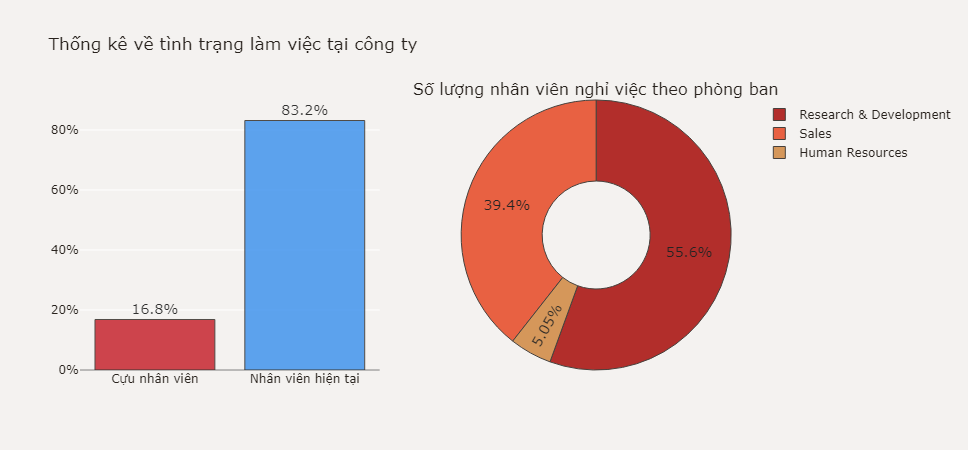 Thống kê về tình trạng làm việc tại công ty
Số lượng nhân viên nghỉ việc theo phòng ban
83.2%
80%
60%
40%
20%
0%
16.8%
Cựu nhân viên
Nhân viên hiện tại
39.4%
55.6%
5.05%
Research & Development
Sales
Human Resources